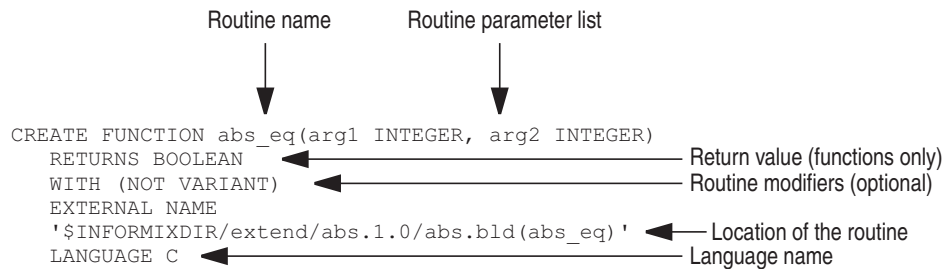 Routine name Routine parameter list
CREATE FUNCTION abs_eq(arg1 INTEGER, arg2 INTEGER)
RETURNS BOOLEAN Return value (functions only)
WITH (NOT VARIANT) Routine modifiers (optional)
EXTERNAL NAME
'$INFORMIXDIR/extend/abs.1.0/abs.bld(abs_eq)' Location of the routine
LANGUAGE C Language name